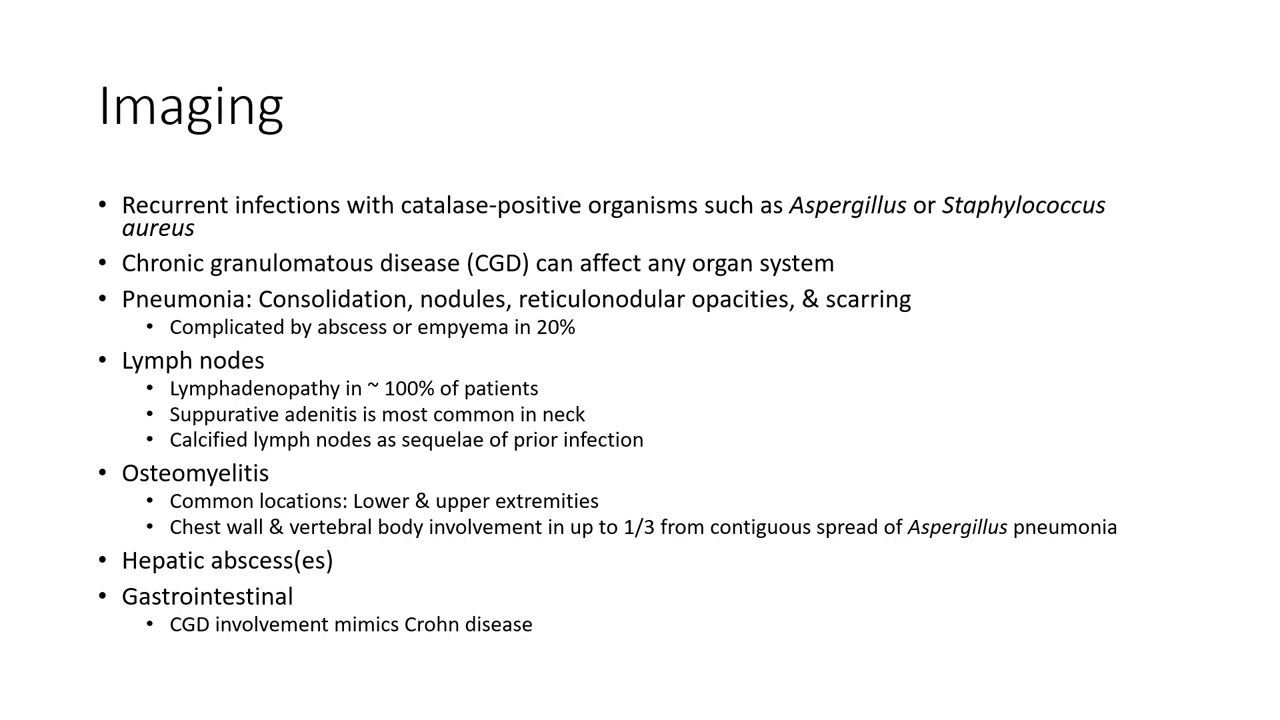 Imaging
• Recurrent infections with catalase-positive organisms such as Aspergillus or Staphylococcus
aureus
• Chronic granulomatous disease (CGD) can affect any organ system
• Pneumonia: Consolidation, nodules, reticulonodular opacities, & scarring
• Complicated by abscess or empyema in 20%
• Lymph nodes
• Lymphadenopathy in ~ 100% of patients
• Suppurative adenitis is most common in neck
• Calcified lymph nodes as sequelae of prior infection
• Osteomyelitis
• Common locations: Lower & upper extremities
• Chest wall & vertebral body involvement in up to 1/3 from contiguous spread of Aspergillus pneumonia
• Hepatic abscess(es)
• Gastrointestinal
• CGD involvement mimics Crohn disease